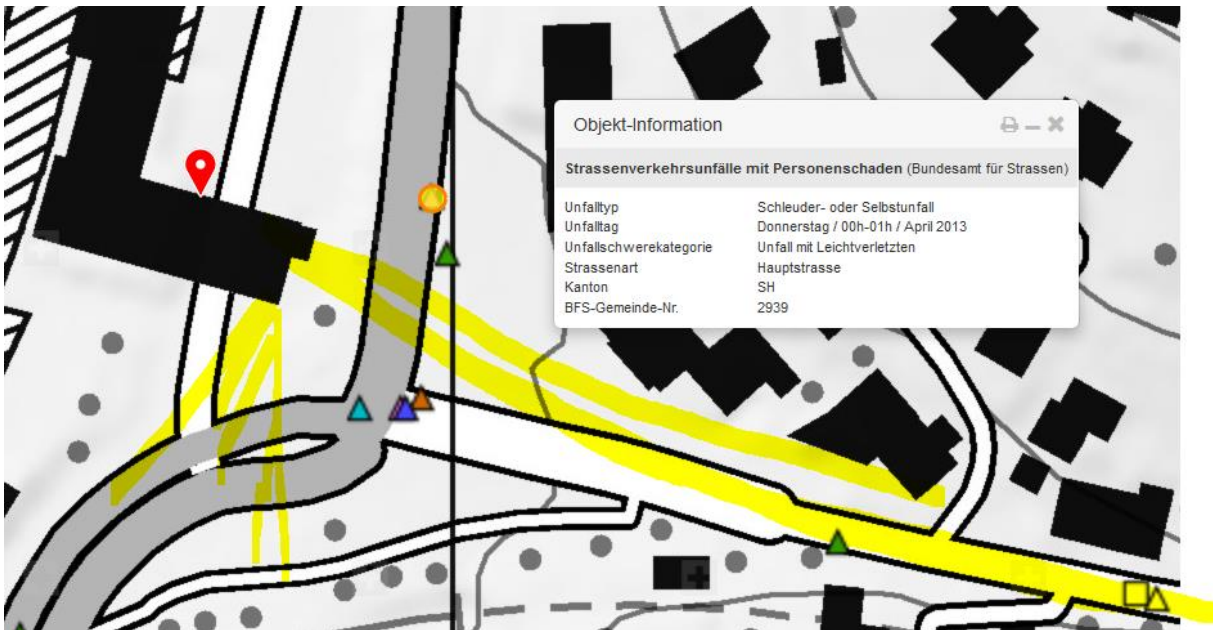 Objekt-Information
Strassenverkehrsunfälle mit Personenschaden (Bundesamt für Strassen)
Unfalltyp Schleuder- oder Selbstunfall
Unfalltag Donnerstag / 00h-01h / April 2013
Unfallschwerekategorie Unfall mit Leichtverletzten
Strassenart Hauptstrasse
Kanton SH
BFS-Gemeinde-Nr. 2939